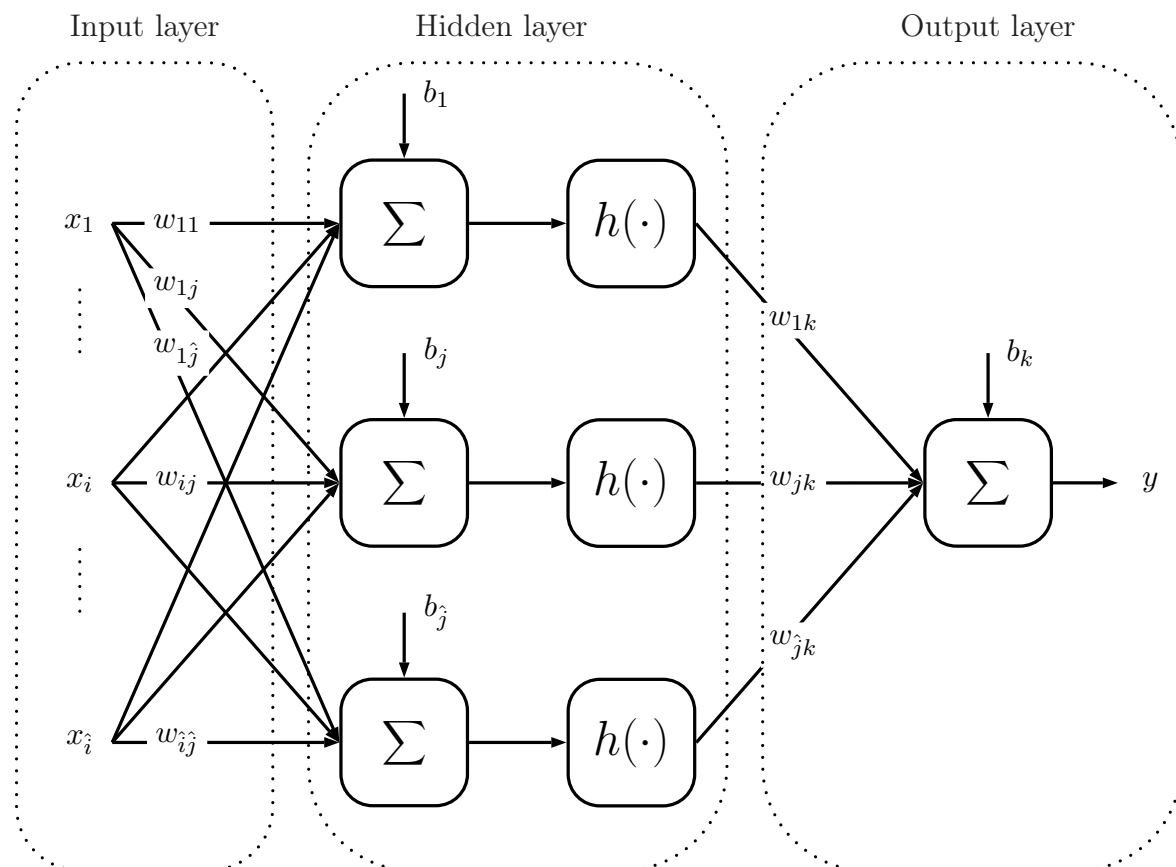 Input layer Hidden layer Output layer
b₁
x₁ w₁₁ Σ h(·)
w₁ⱼ
w₁ₖ
w₁ĵ bⱼ bₖ
xᵢ wᵢⱼ Σ h(·) wⱼₖ Σ y
bĵ
wĵₖ
xî wîĵ Σ h(·)